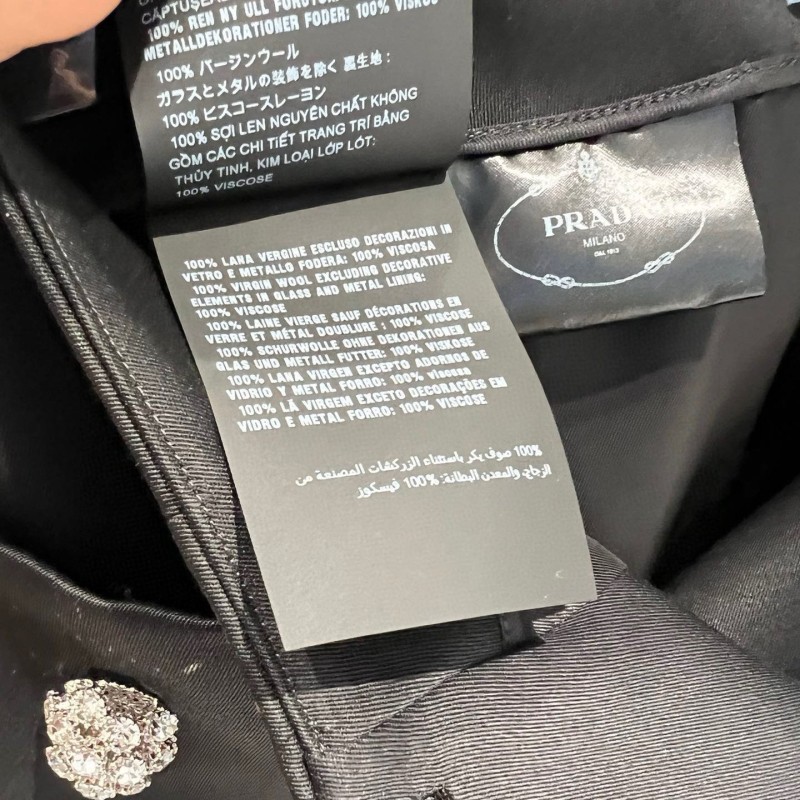 CĂPTUȘEA
100% REN NY ULL FÖRUTOM
METALLDEKORATIONER FODER: 100% VISKOS
100% バージンウール
ガラスとメタルの装飾を除く 裏生地:
100% ビスコースレーヨン
100% SỢI LEN NGUYÊN CHẤT KHÔNG
GỒM CÁC CHI TIẾT TRANG TRÍ BẰNG
THỦY TINH, KIM LOẠI LỚP LÓT:
100% VISCOSE
PRAD
MILANO
DAL 1913
100% LANA VERGINE ESCLUSO DECORAZIONI IN
VETRO E METALLO FODERA: 100% VISCOSA
100% VIRGIN WOOL EXCLUDING DECORATIVE
ELEMENTS IN GLASS AND METAL LINING:
100% VISCOSE
100% LAINE VIERGE SAUF DÉCORATIONS EN
VERRE ET MÉTAL DOUBLURE : 100% VISCOSE
100% SCHURWOLLE OHNE DEKORATIONEN AUS
GLAS UND METALL FUTTER: 100% VISKOSE
100% LANA VIRGEN EXCEPTO ADORNOS DE
VIDRIO Y METAL FORRO: 100% viscosa
100% LÃ VIRGEM EXCETO DECORAÇÕES EM
VIDRO E METAL FORRO: 100% VISCOSE
100% صوف بكر باستثناء الزركشات المصنعة من
الزجاج والمعدن البطانة: 100% فيسكوز